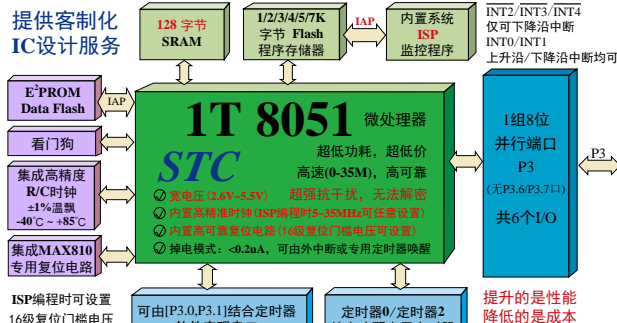 提供客制化
IC设计服务
128 字节
SRAM
1/2/3/4/5/7K
字节 Flash
程序存储器
IAP
内置系统
ISP
监控程序
INT2/INT3/INT4
仅可下降沿中断
INT0/INT1
上升沿/下降沿中断均可
E²PROM
Data Flash
IAP
看门狗
集成高精度
R/C时钟
±1%温飘
-40℃～+85℃
集成MAX810
专用复位电路
1T 8051 微处理器
STC
超低功耗，超低价
高速(0-35M)，高可靠
宽电压(2.6V~5.5V) 超强抗干扰，无法解密
内置高精准时钟(ISP编程时5~35MHz可任意设置)
内置高可靠复位电路(16级复位门槛电压可设置)
掉电模式：<0.2uA，可由外中断或专用定时器唤醒
1组8位
并行端口
P3
(无P3.6/P3.7口)
共6个I/O
P3
ISP编程时可设置
16级复位门槛电压
可由[P3.0,P3.1]结合定时器
定时器0/定时器2
提升的是性能
降低的是成本